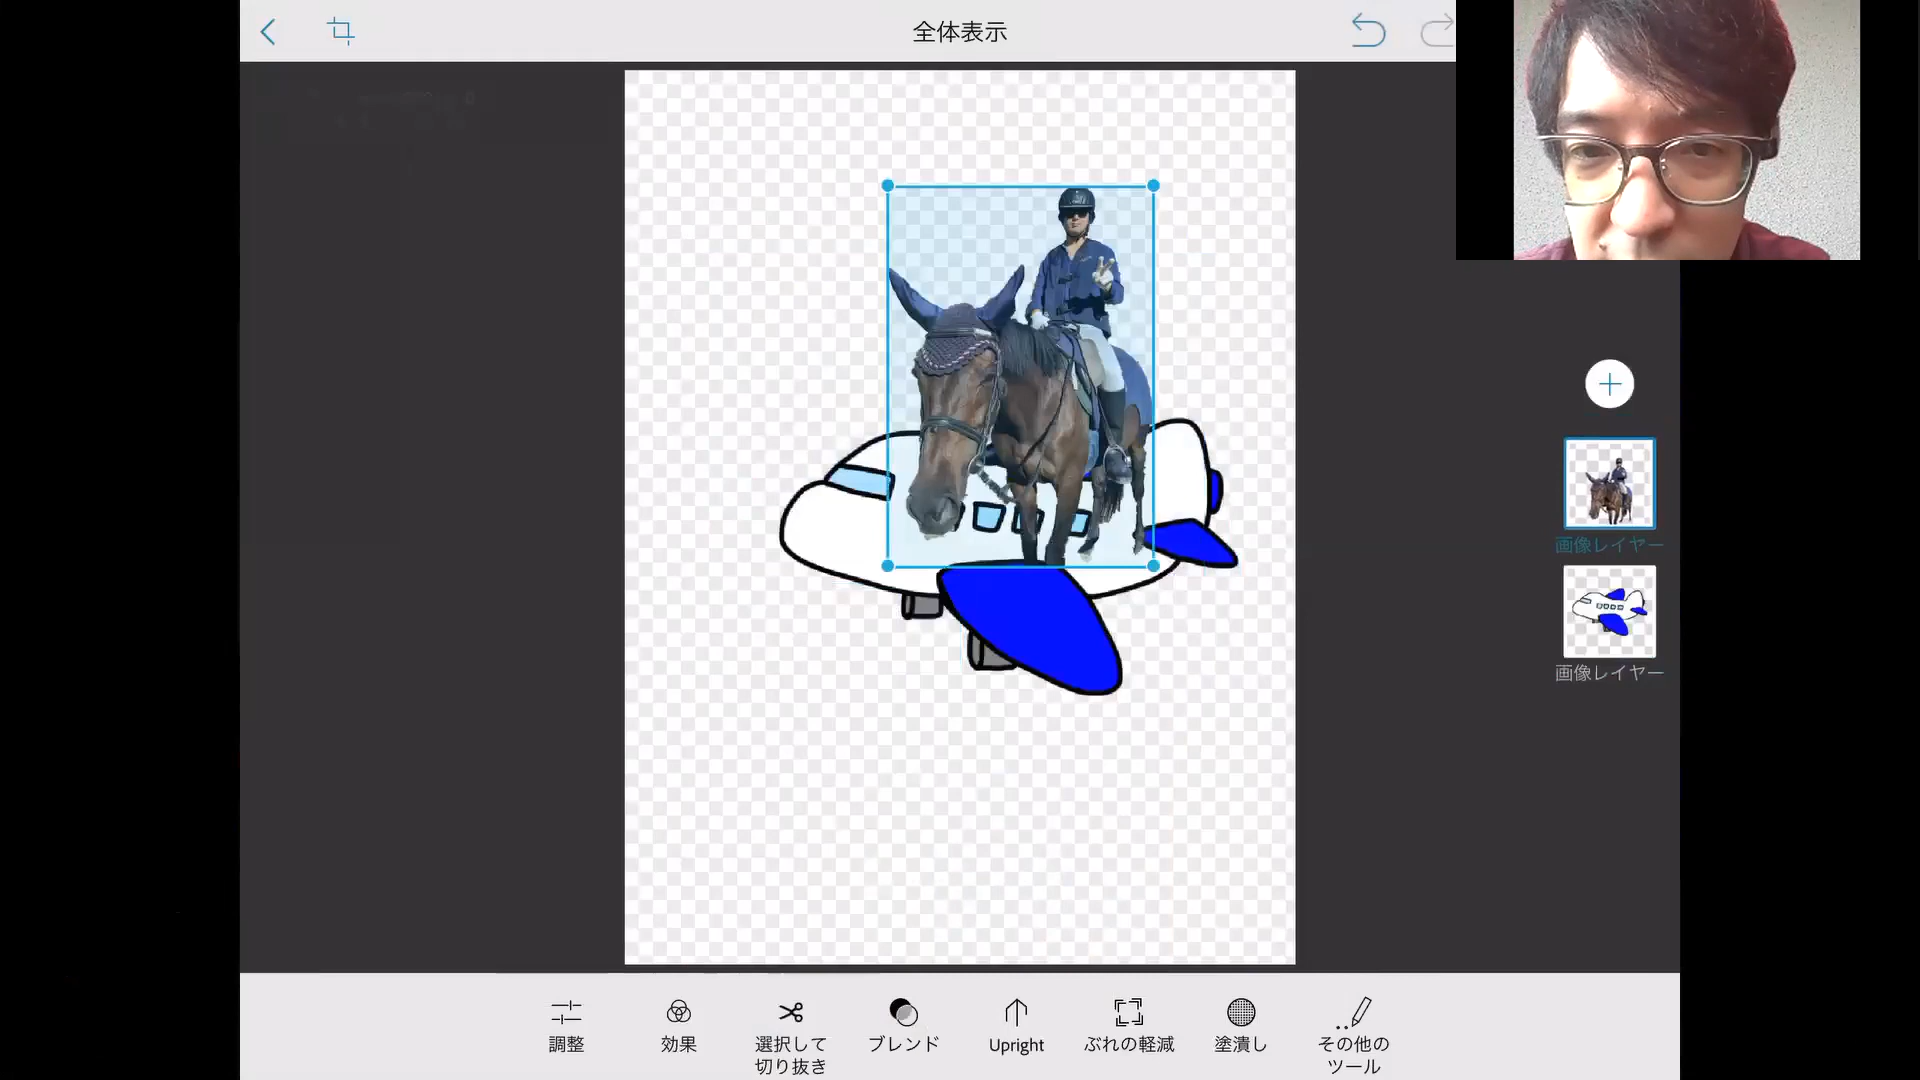 全体表示
画像レイヤー
画像レイヤー
調整
効果
選択して
切り抜き
ブレンド
Upright
ぶれの軽減
塗潰し
その他の
ツール